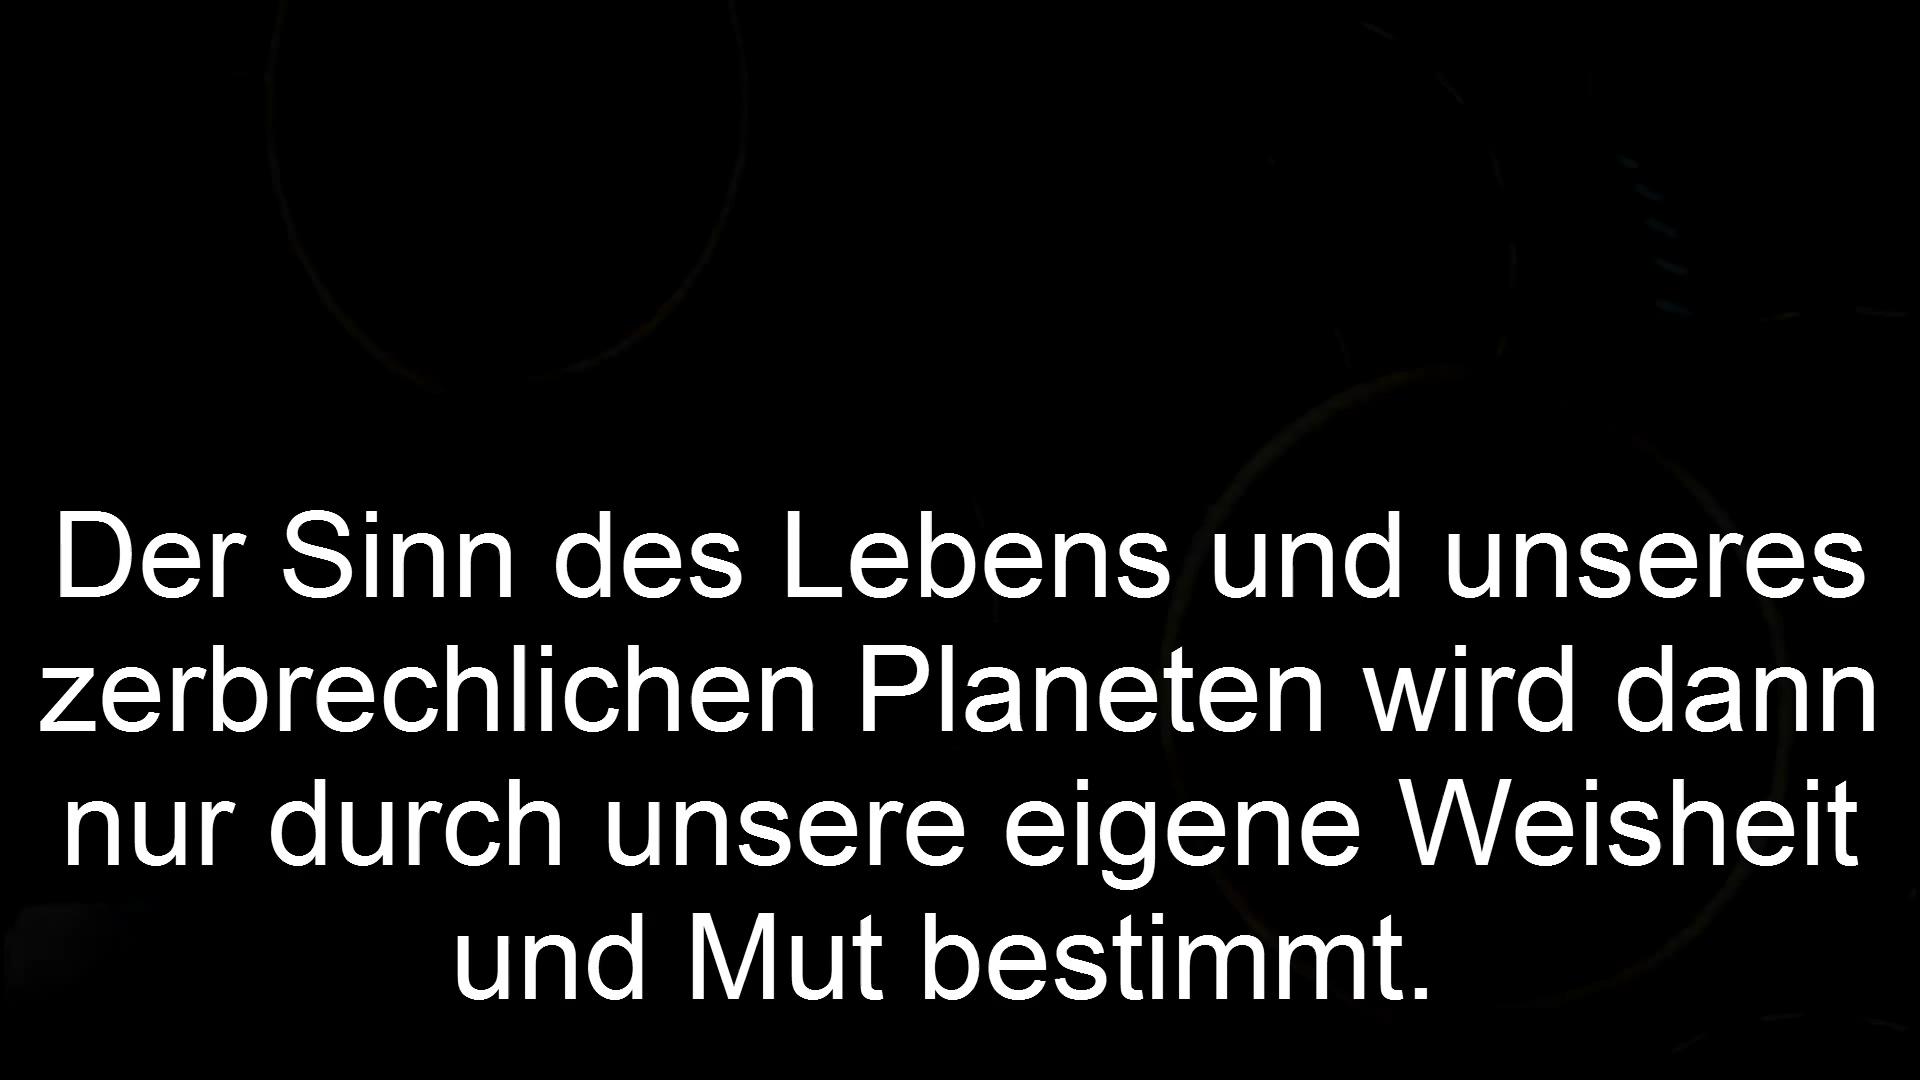 Der Sinn des Lebens und unseres
zerbrechlichen Planeten wird dann
nur durch unsere eigene Weisheit
und Mut bestimmt.